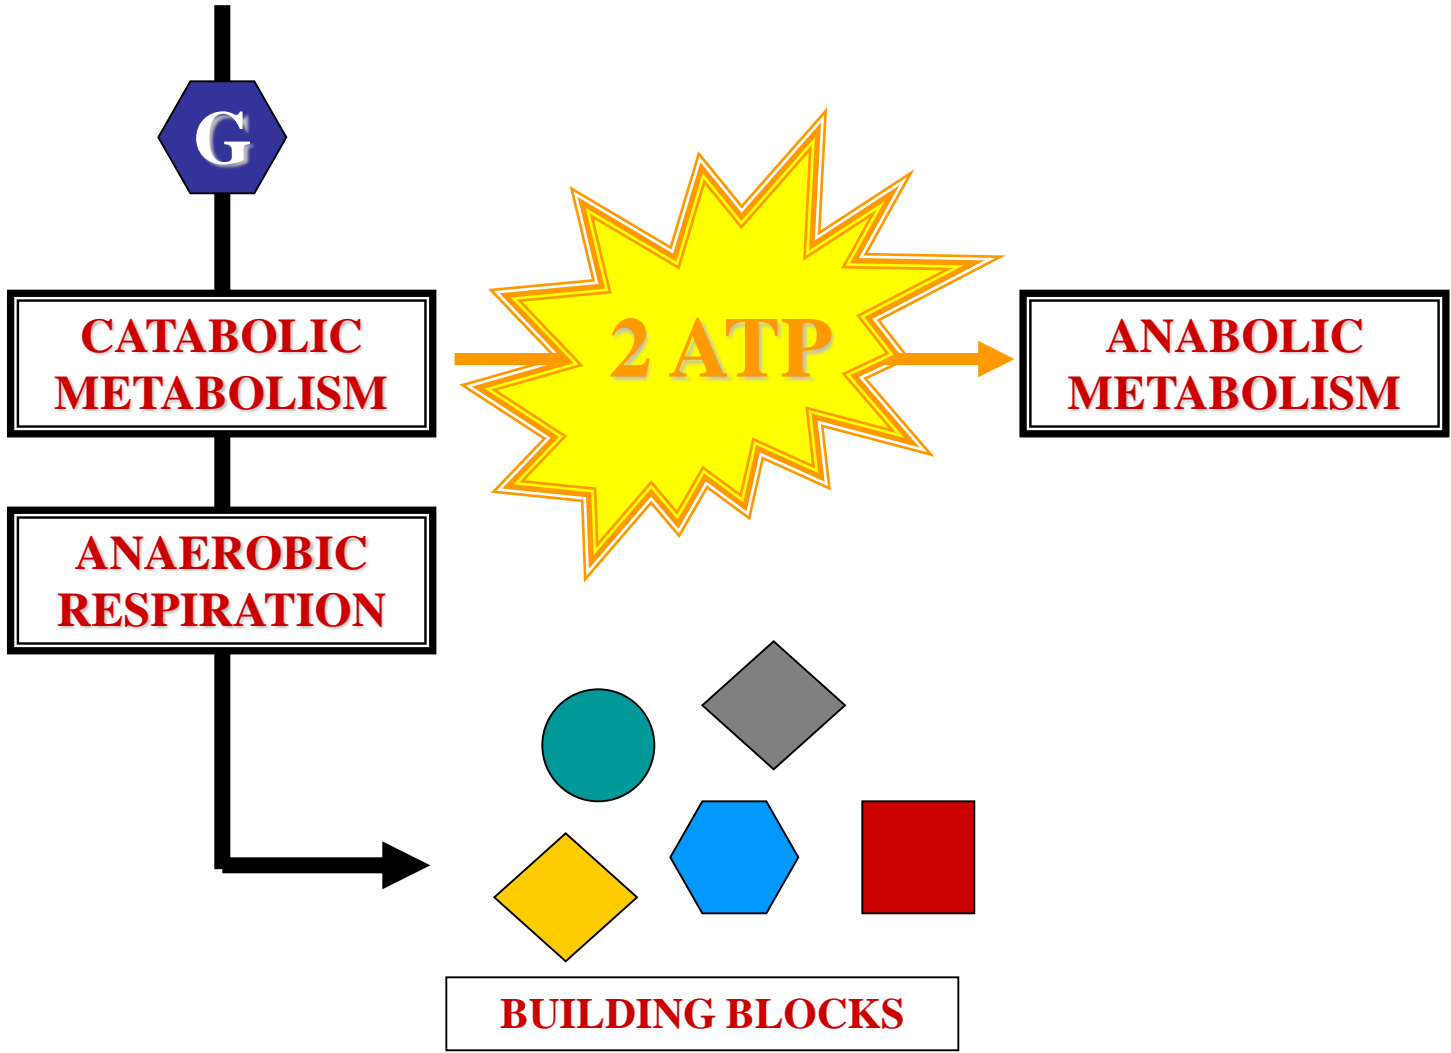 G
CATABOLIC
METABOLISM
2 ATP
ANABOLIC
METABOLISM
ANAEROBIC
RESPIRATION
BUILDING BLOCKS